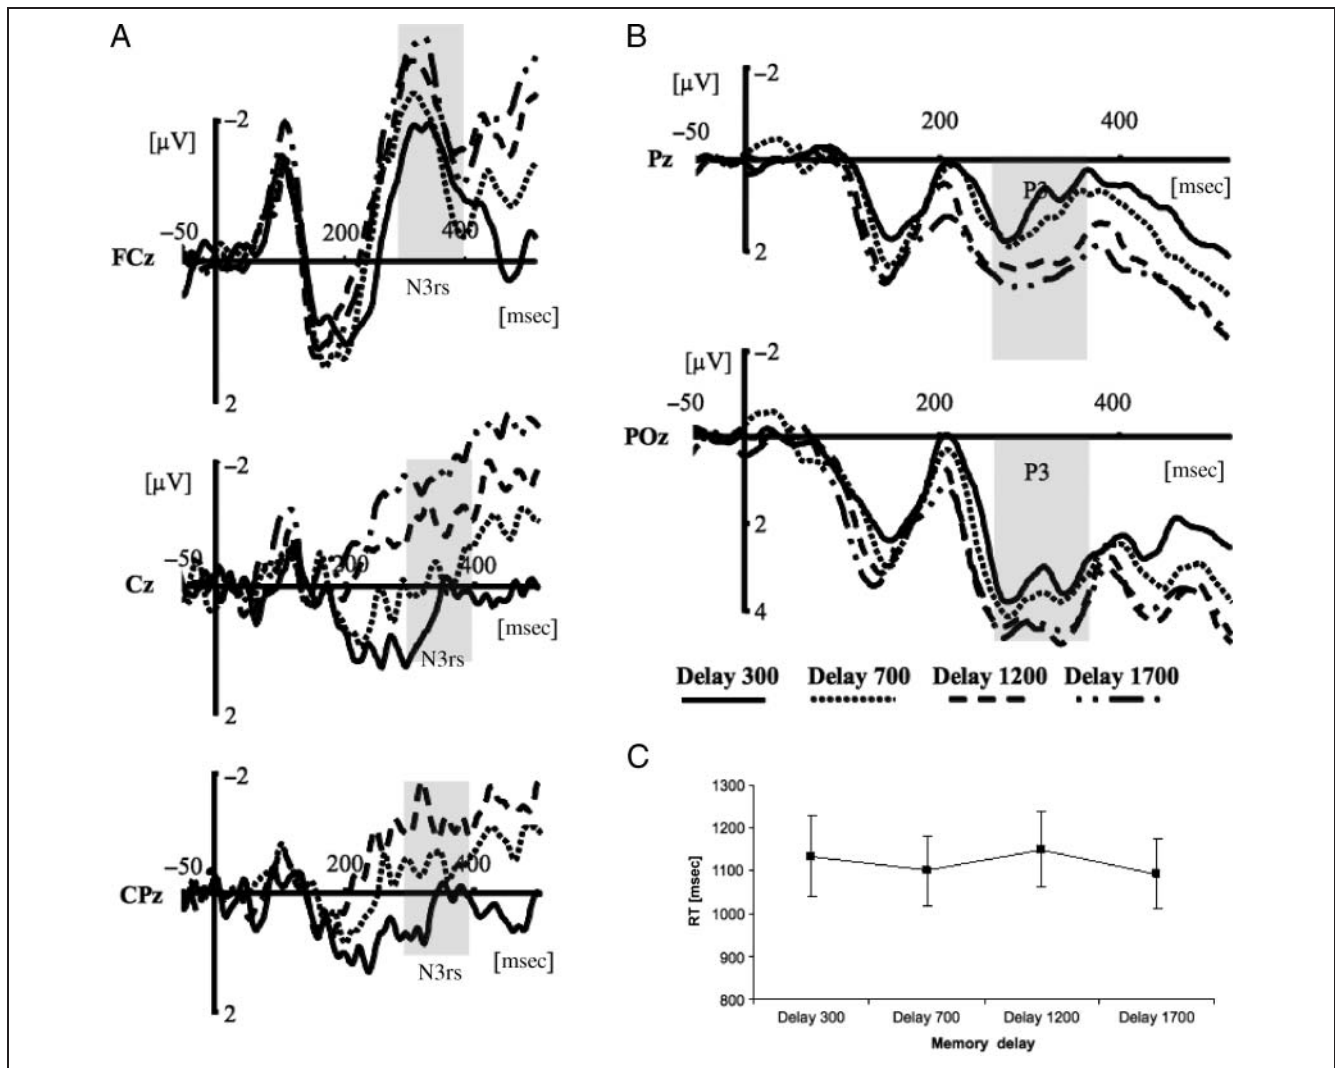 A
−2
[µV]
−50
200
400
FCz
N3rs
[msec]
2
−2
[µV]
−50
200
400
Cz
[msec]
N3rs
2
−2
−50
200
400
CPz
[msec]
N3rs
2
B
−2
[µV]
−50
200
400
Pz
P3
[msec]
2
−2
[µV]
−50
200
400
POz
P3
[msec]
2
4
Delay 300 Delay 700 Delay 1200 Delay 1700
C
1300
1200
1100
1000
900
800
RT [msec]
Delay 300 Delay 700 Delay 1200 Delay 1700
Memory delay